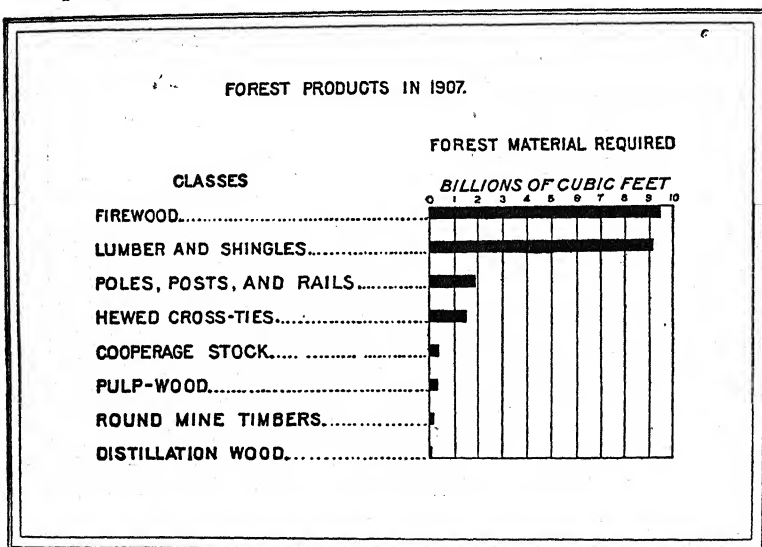 FOREST PRODUCTS IN 1907.
FOREST MATERIAL REQUIRED
CLASSES
BILLIONS OF CUBIC FEET
0 1 2 3 4 5 6 7 8 9 10
FIREWOOD
LUMBER AND SHINGLES
POLES, POSTS, AND RAILS
HEWED CROSS-TIES
COOPERAGE STOCK
PULP-WOOD
ROUND MINE TIMBERS
DISTILLATION WOOD